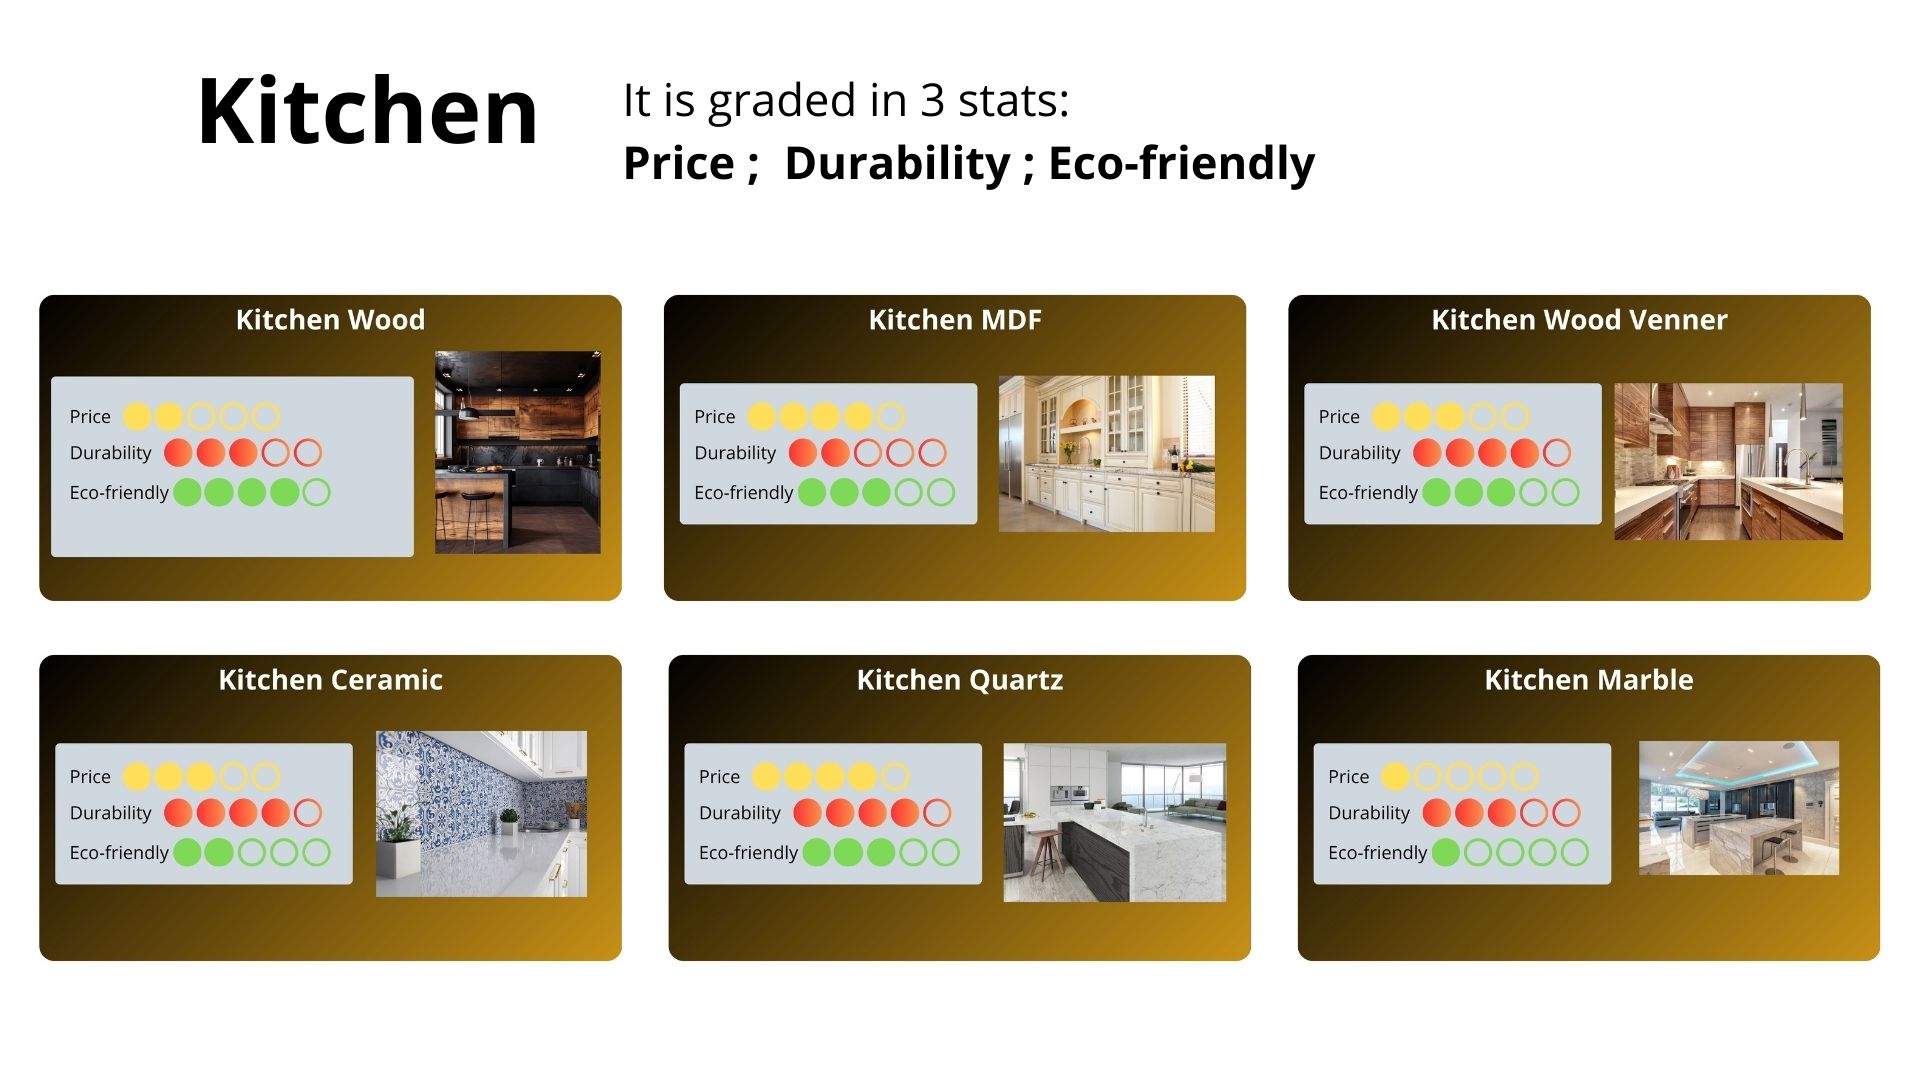 Kitchen
It is graded in 3 stats:
Price ;  Durability ; Eco-friendly
Kitchen Wood
Price
Durability
Eco-friendly
Kitchen MDF
Price
Durability
Eco-friendly
Kitchen Wood Venner
Price
Durability
Eco-friendly
Kitchen Ceramic
Price
Durability
Eco-friendly
Kitchen Quartz
Price
Durability
Eco-friendly
Kitchen Marble
Price
Durability
Eco-friendly